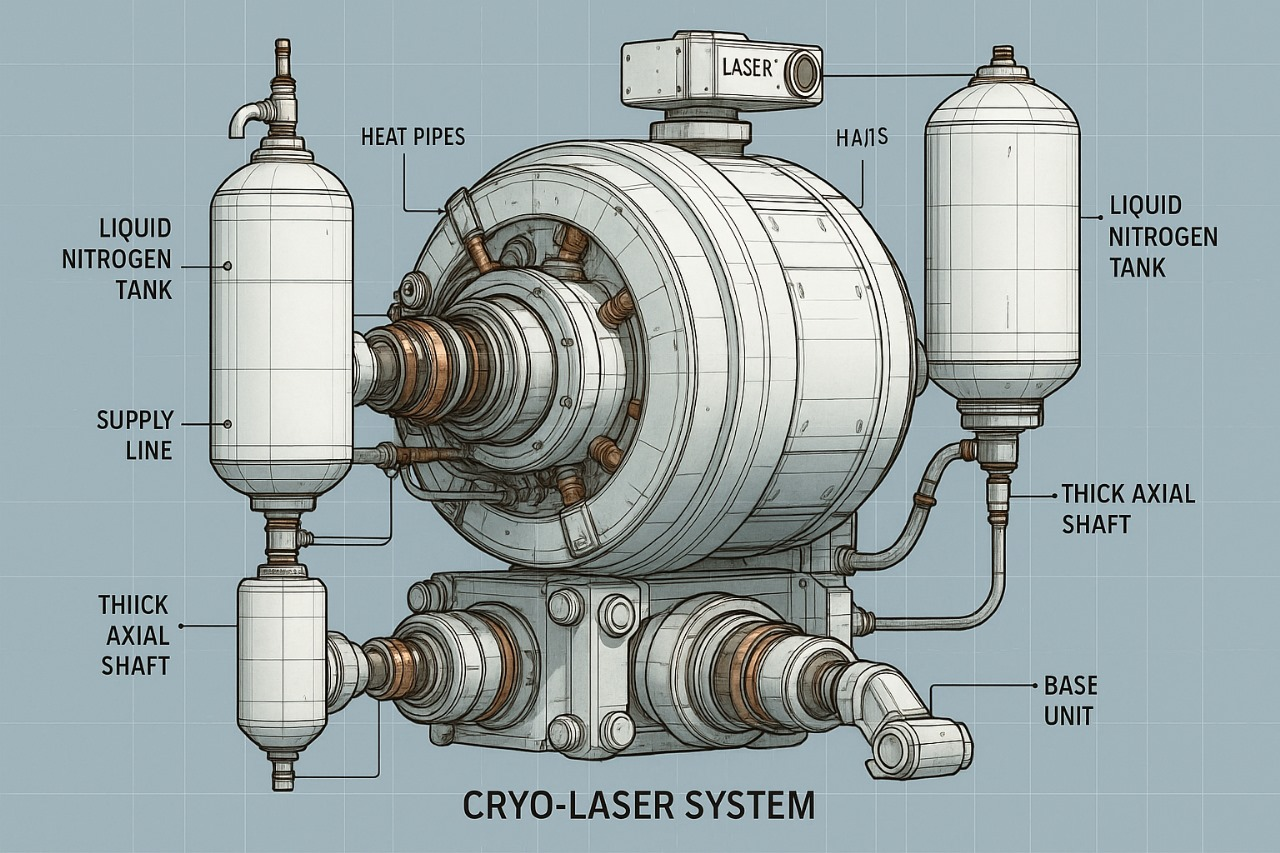 LASER
HEAT PIPES
LIQUID
NITROGEN
TANK
LIQUID
NITROGEN
TANK
SUPPLY
LINE
THICK AXIAL
SHAFT
THIICK
AXIAL
SHAFT
BASE
UNIT
CRYO-LASER SYSTEM